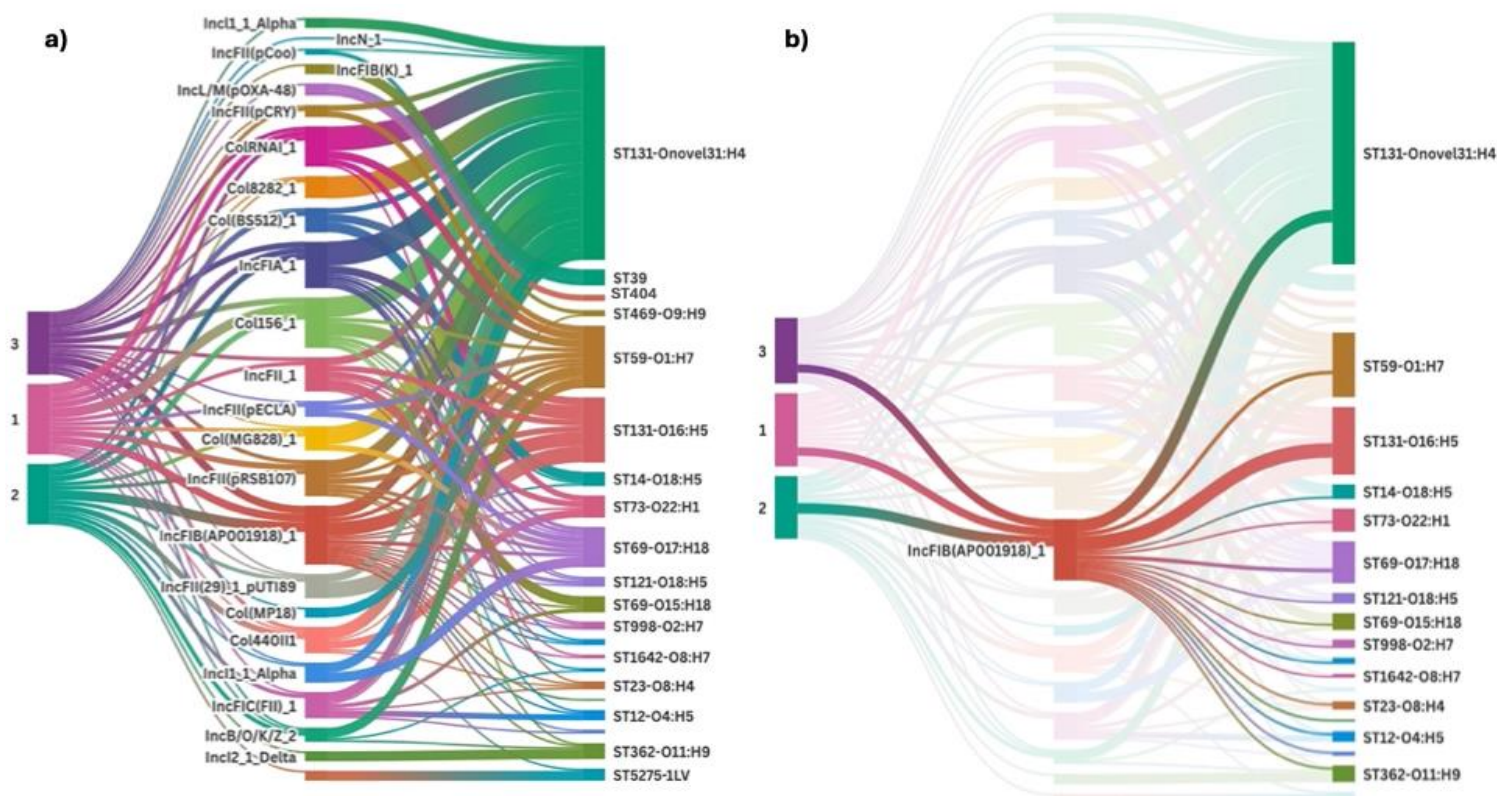 a)
IncI1_1_Alpha
IncN_1
IncFII(pCoo)
IncFIB(K)_1
IncL/M(pOXA-48)
IncFII(pCRY)
ColRNAI_1
Col8282_1
Col(BS512)_1
IncFIA_1
Col156_1
IncFII_1
IncFII(pECLA)
Col(MG828)_1
IncFII(pRSB107)
IncFIB(AP001918)_1
IncFII(29)_1_pUTI89
Col(MP18)
Col440II1
IncI1_1_Alpha
IncFIC(FII)_1
IncB/O/K/Z_2
IncI2_1_Delta
3
1
2
ST131-Onovel31:H4
ST39
ST404
ST469-O9:H9
ST59-O1:H7
ST131-O16:H5
ST14-O18:H5
ST73-O22:H1
ST69-O17:H18
ST121-O18:H5
ST69-O15:H18
ST998-O2:H7
ST1642-O8:H7
ST23-O8:H4
ST12-O4:H5
ST362-O11:H9
ST5275-1LV
b)
3
1
2
IncFIB(AP001918)_1
ST131-Onovel31:H4
ST59-O1:H7
ST131-O16:H5
ST14-O18:H5
ST73-O22:H1
ST69-O17:H18
ST121-O18:H5
ST69-O15:H18
ST998-O2:H7
ST1642-O8:H7
ST23-O8:H4
ST12-O4:H5
ST362-O11:H9